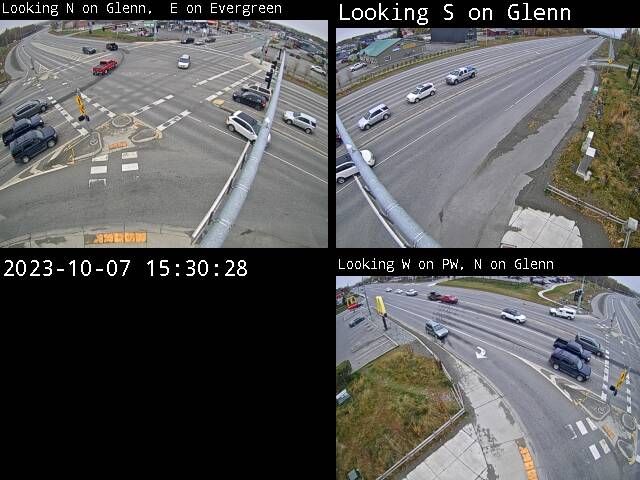 Looking N on Glenn,  E on Evergreen
Looking S on Glenn
2023-10-07 15:30:28
Looking W on PW, N on Glenn